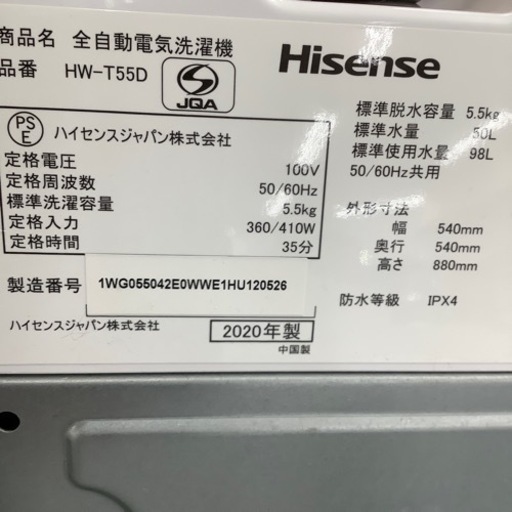 商品名 全自動電気洗濯機
品番 HW-T55D
JQA
Hisense
PS
E
ハイセンスジャパン株式会社
定格電圧 100V
定格周波数 50/60Hz
標準洗濯容量 5.5kg
定格入力 360/410W
定格時間 35分
製造番号 1WG055042E0WWE1HU120526
ハイセンスジャパン株式会社
2020年製
中国製
標準脱水容量 5.5kg
標準水量 50L
標準使用水量 98L
50/60Hz共用
外形寸法
幅 540mm
奥行 540mm
高さ 880mm
防水等級 IPX4